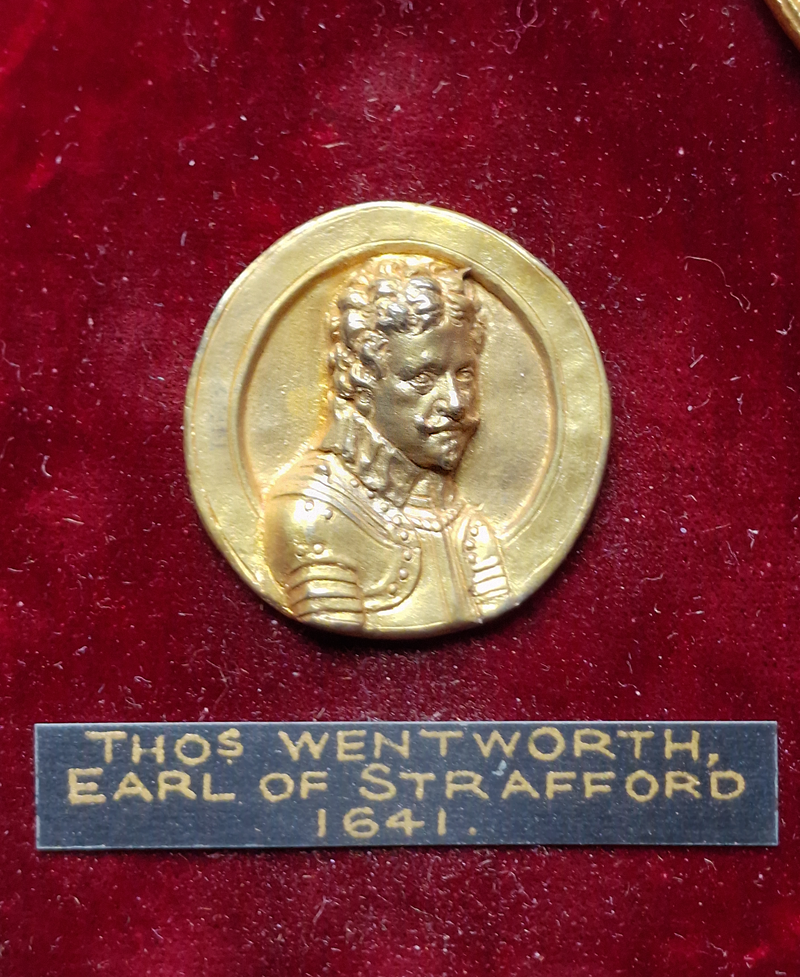 THOS WENTWORTH,
EARL OF STRAFFORD
1641.